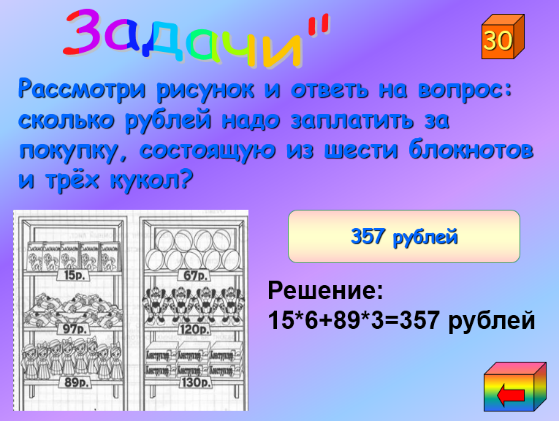 Задачи"
30
Рассмотри рисунок и ответь на вопрос:
сколько рублей надо заплатить за
покупку, состоящую из шести блокнотов
и трёх кукол?
357 рублей
15р.
67р.
97р.
120р.
89р.
130р.
Решение:
15*6+89*3=357 рублей